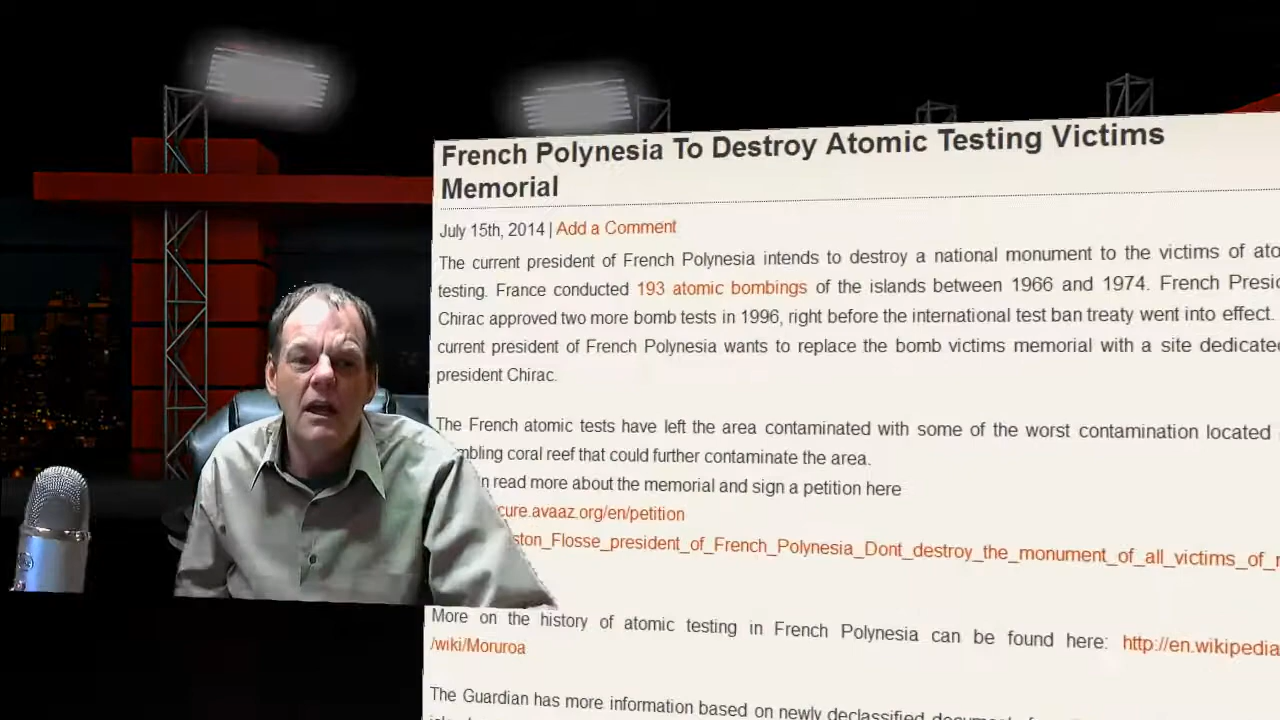 French Polynesia To Destroy Atomic Testing Victims
Memorial
July 15th, 2014 | Add a Comment
The current president of French Polynesia intends to destroy a national monument to the victims of ato
testing. France conducted 193 atomic bombings of the islands between 1966 and 1974. French Presid
Chirac approved two more bomb tests in 1996, right before the international test ban treaty went into effect.
current president of French Polynesia wants to replace the bomb victims memorial with a site dedicated
president Chirac.
The French atomic tests have left the area contaminated with some of the worst contamination located
mbling coral reef that could further contaminate the area.
n read more about the memorial and sign a petition here
cure.avaaz.org/en/petition
ston_Flosse_president_of_French_Polynesia_Dont_destroy_the_monument_of_all_victims_of_
More on the history of atomic testing in French Polynesia can be found here: http://en.wikipedia
/wiki/Moruroa
The Guardian has more information based on newly declassified